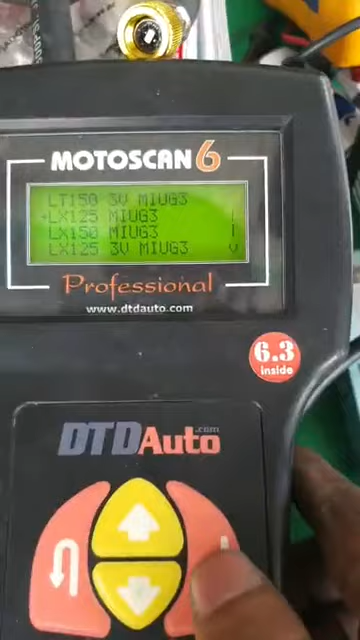 MOTOSCAN 6
LT150 3V MIUG3
LX125 MIUG3
LX150 MIUG3
LX125 3V MIUG3
Professional
www.dtdauto.com
6.3
inside
DTDAuto.com